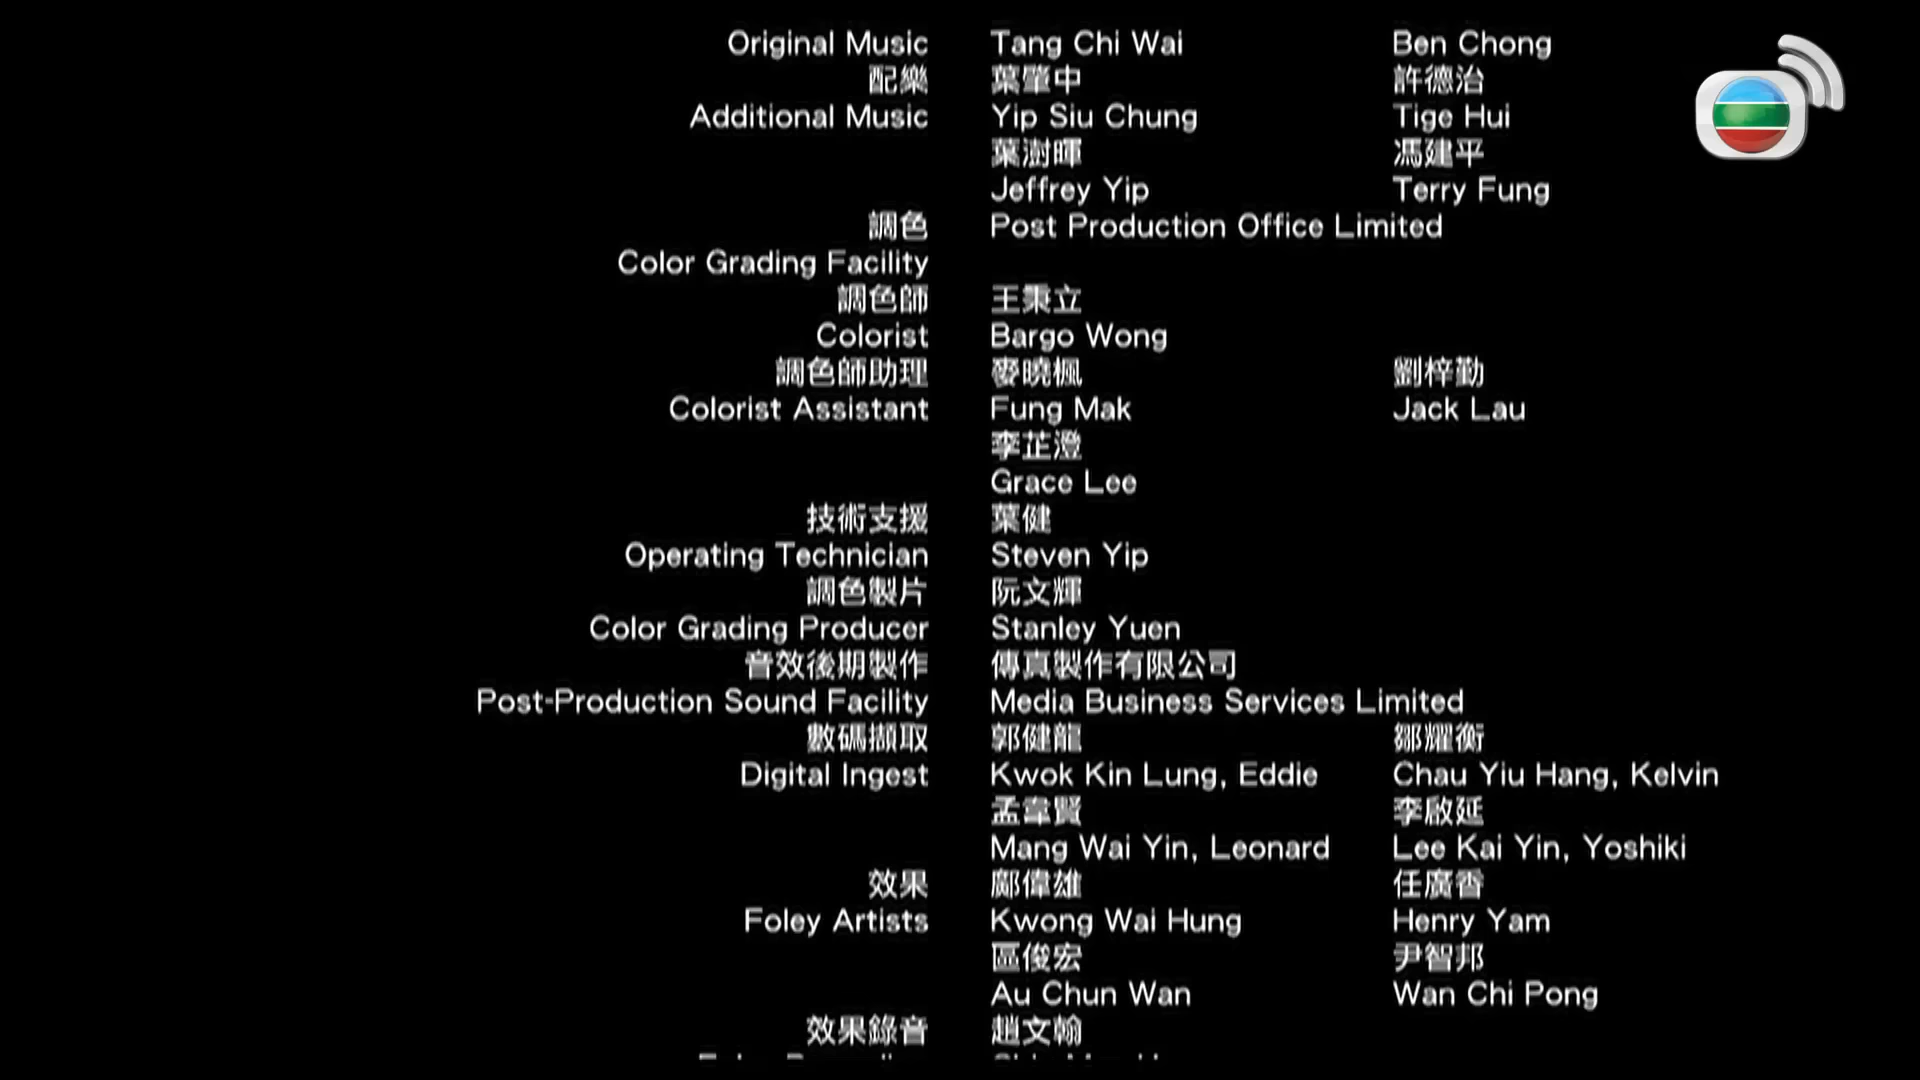 Original Music Tang Chi Wai Ben Chong
配樂 葉肇中 許德治
Additional Music Yip Siu Chung Tige Hui
葉澍暉 馮建平
Jeffrey Yip Terry Fung
調色 Post Production Office Limited
Color Grading Facility
調色師 王秉立
Colorist Bargo Wong
調色師助理 麥曉楓 劉梓勤
Colorist Assistant Fung Mak Jack Lau
李芷澄
Grace Lee
技術支援 葉健
Operating Technician Steven Yip
調色製片 阮文輝
Color Grading Producer Stanley Yuen
音效後期製作 傳真製作有限公司
Post-Production Sound Facility Media Business Services Limited
數碼擷取 郭健龍 鄒耀衡
Digital Ingest Kwok Kin Lung, Eddie Chau Yiu Hang, Kelvin
孟韋賢 李啟延
Mang Wai Yin, Leonard Lee Kai Yin, Yoshiki
效果 鄺偉雄 任廣香
Foley Artists Kwong Wai Hung Henry Yam
區俊宏 尹智邦
Au Chun Wan Wan Chi Pong
效果錄音 趙文翰